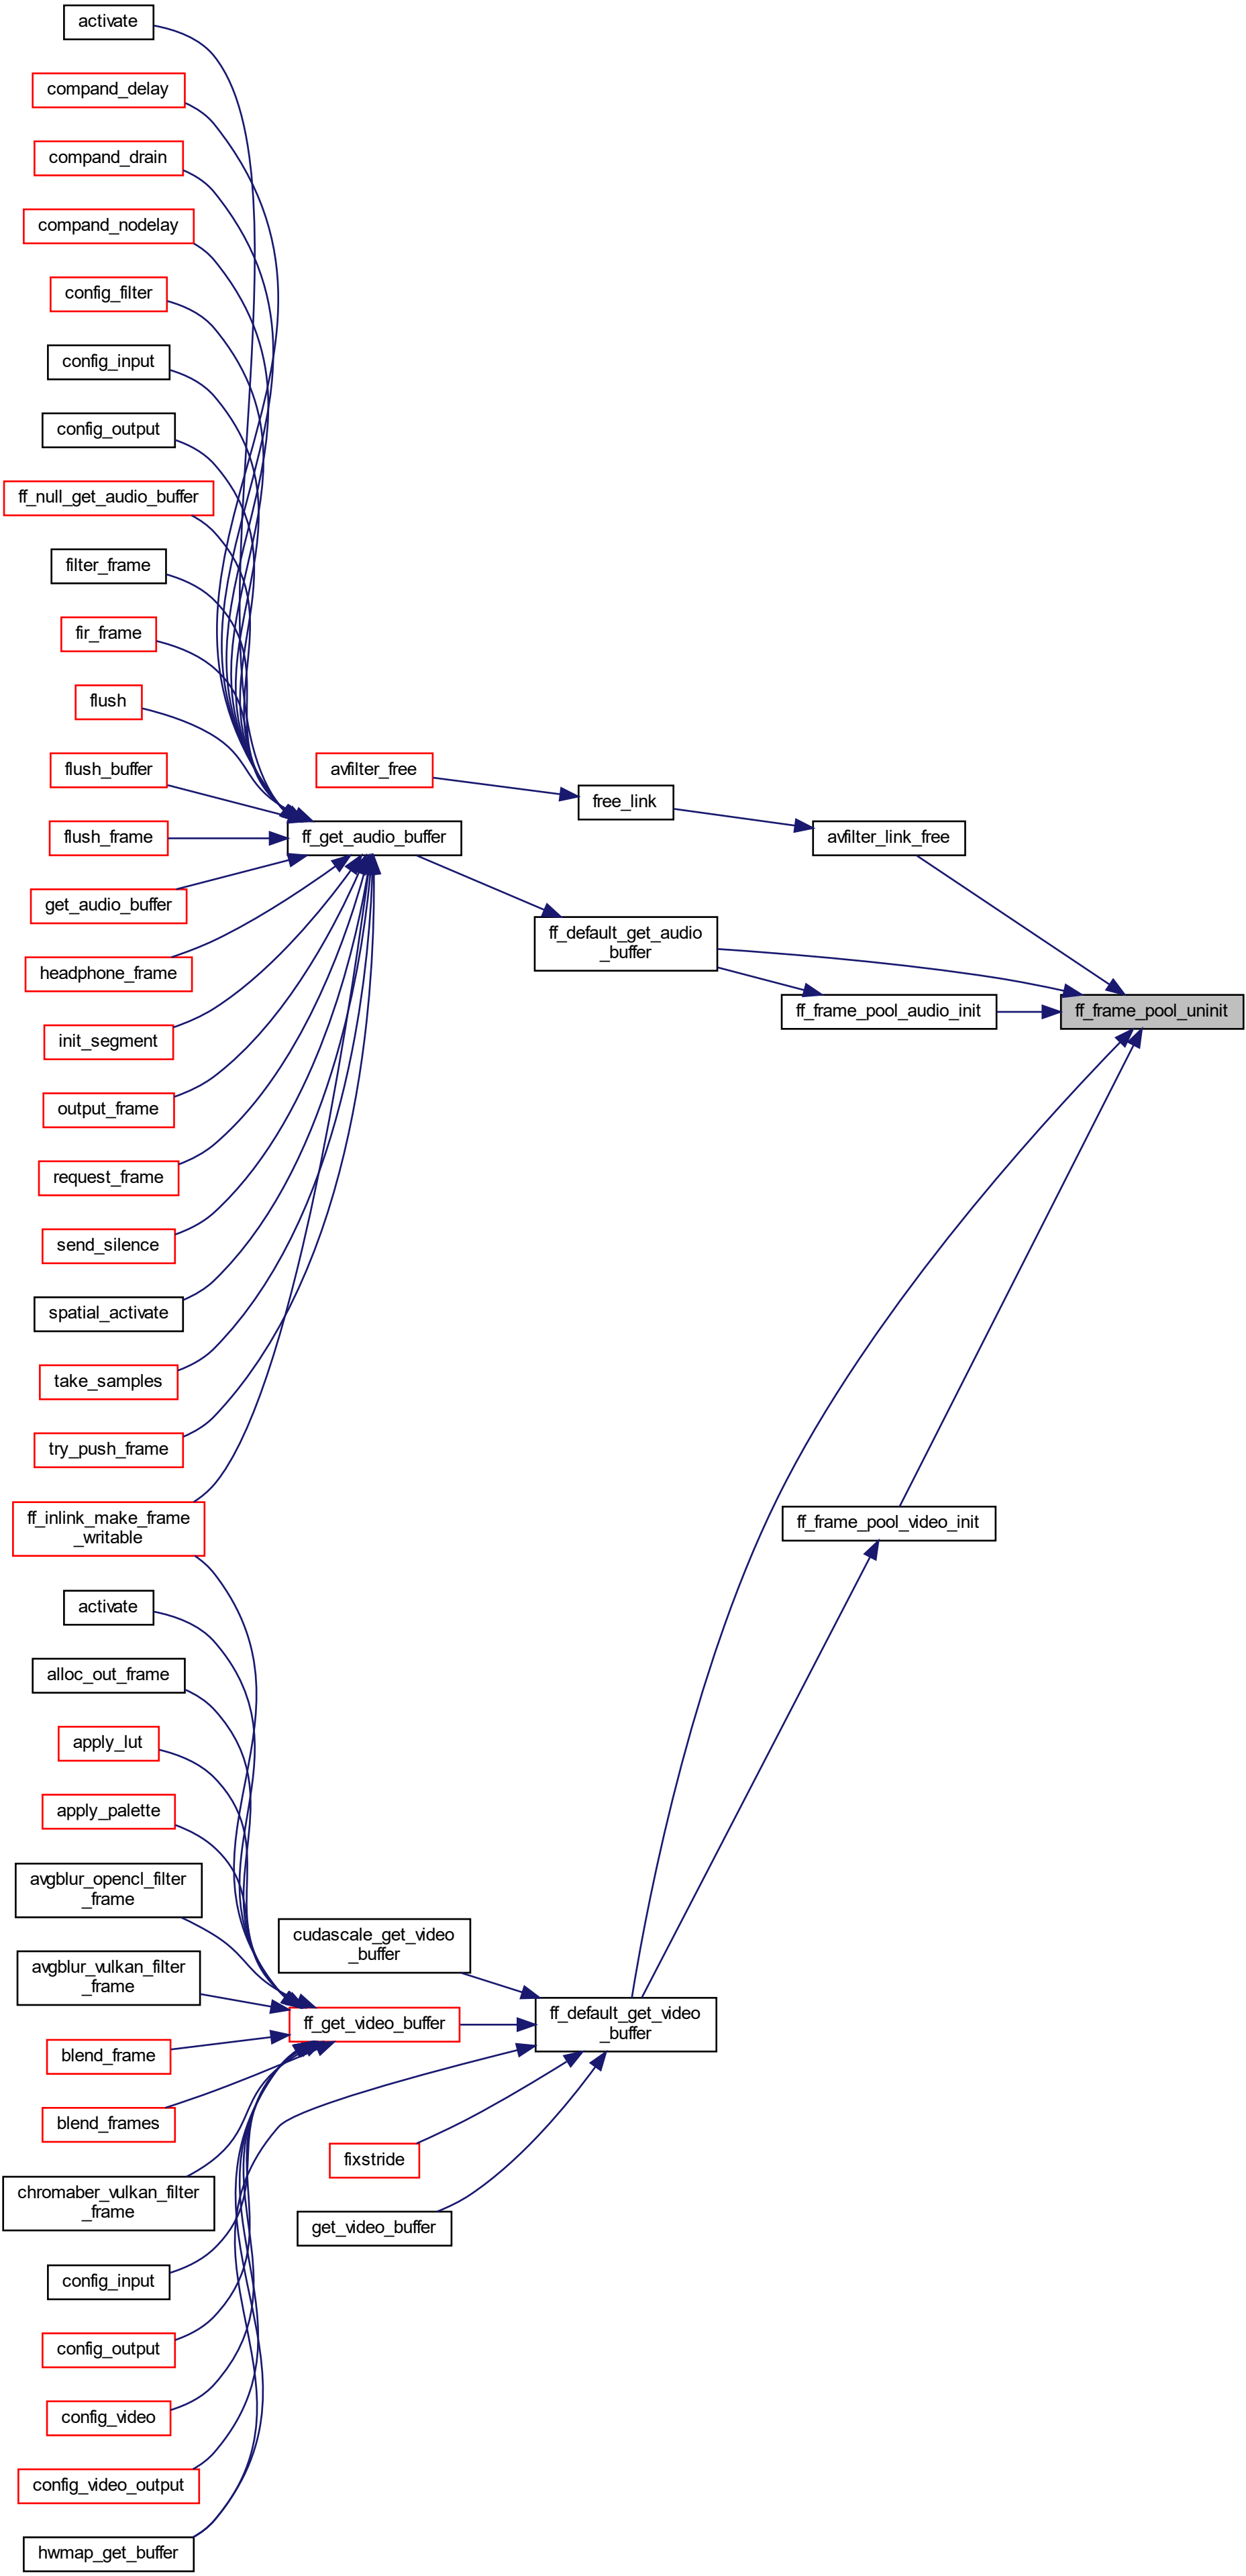 activate
compand_delay
compand_drain
compand_nodelay
config_filter
config_input
config_output
ff_null_get_audio_buffer
filter_frame
fir_frame
flush
flush_buffer
flush_frame
get_audio_buffer
headphone_frame
init_segment
output_frame
request_frame
send_silence
spatial_activate
take_samples
try_push_frame
ff_inlink_make_frame
_writable
activate
alloc_out_frame
apply_lut
apply_palette
avgblur_opencl_filter
_frame
avgblur_vulkan_filter
_frame
blend_frame
blend_frames
chromaber_vulkan_filter
_frame
config_input
config_output
config_video
config_video_output
hwmap_get_buffer
avfilter_free
ff_get_audio_buffer
cudascale_get_video
_buffer
ff_get_video_buffer
fixstride
get_video_buffer
free_link
ff_default_get_audio
_buffer
ff_default_get_video
_buffer
avfilter_link_free
ff_frame_pool_audio_init
ff_frame_pool_video_init
ff_frame_pool_uninit